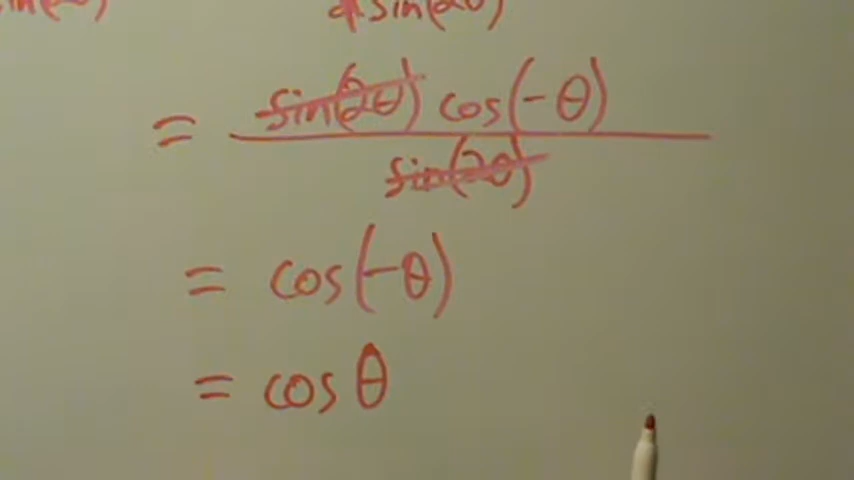 sin(2θ)
= sin(2θ) cos(-θ)
sin(2θ)
= cos(-θ)
= cos θ